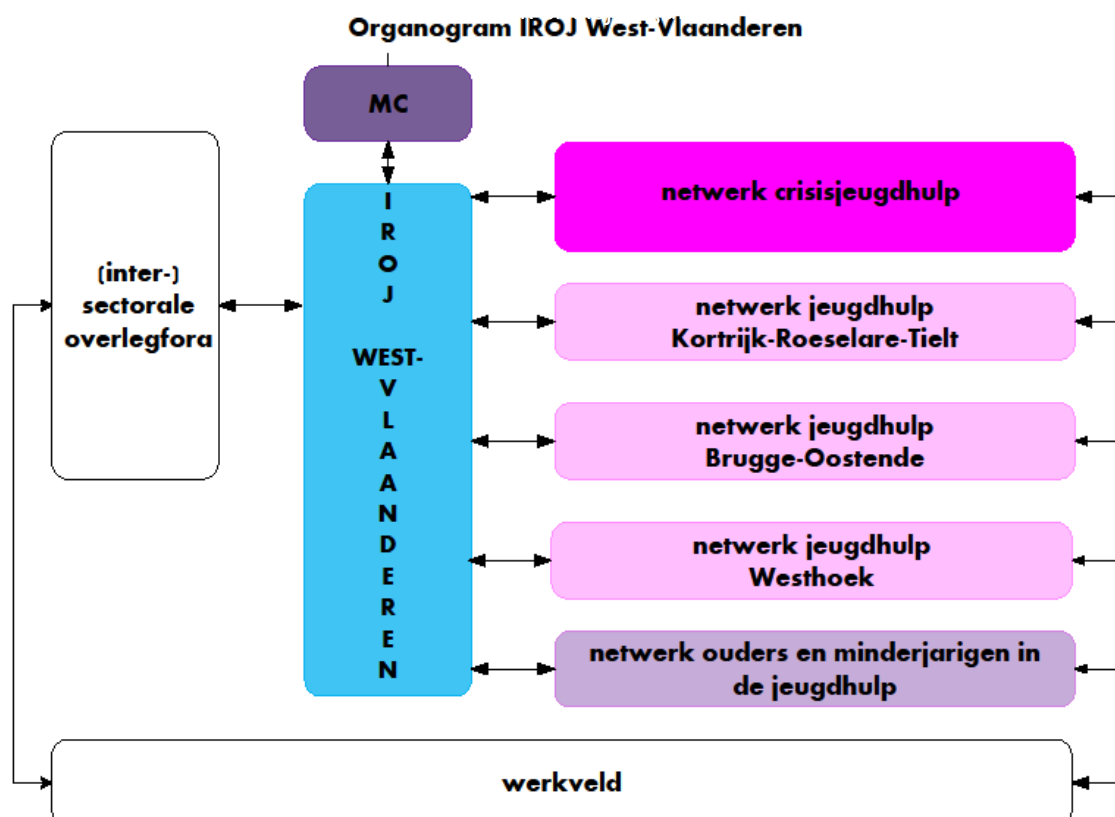 Organogram IROJ West-Vlaanderen
MC
(inter-)
sectorale
overlegfora
I
R
O
J
WEST-
V
L
A
A
N
D
E
R
E
N
netwerk crisisjeugdhulp
netwerk jeugdhulp
Kortrijk-Roeselare-Tielt
netwerk jeugdhulp
Brugge-Oostende
netwerk jeugdhulp
Westhoek
netwerk ouders en minderjarigen in
de jeugdhulp
werkveld